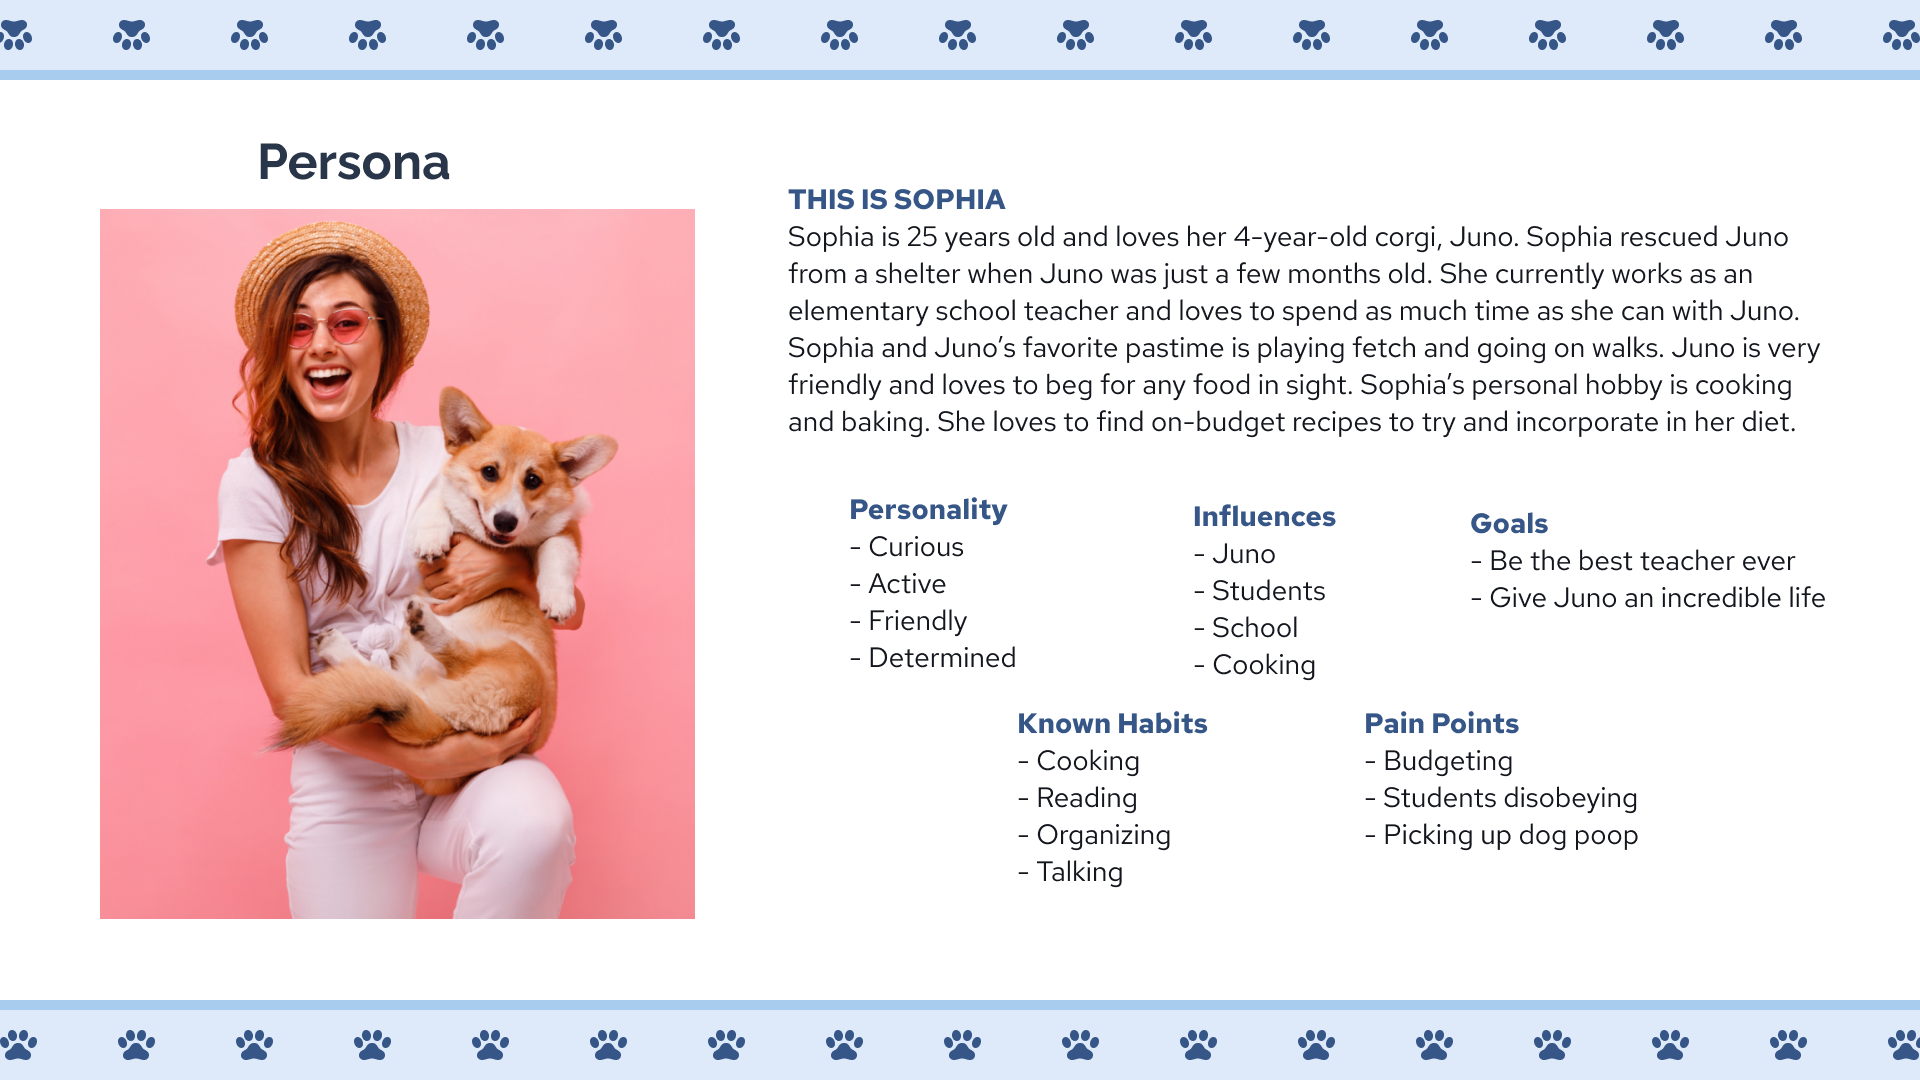 Persona
THIS IS SOPHIA
Sophia is 25 years old and loves her 4-year-old corgi, Juno. Sophia rescued Juno
from a shelter when Juno was just a few months old. She currently works as an
elementary school teacher and loves to spend as much time as she can with Juno.
Sophia and Juno’s favorite pastime is playing fetch and going on walks. Juno is very
friendly and loves to beg for any food in sight. Sophia’s personal hobby is cooking
and baking. She loves to find on-budget recipes to try and incorporate in her diet.
Personality
- Curious
- Active
- Friendly
- Determined
Influences
- Juno
- Students
- School
- Cooking
Goals
- Be the best teacher ever
- Give Juno an incredible life
Known Habits
- Cooking
- Reading
- Organizing
- Talking
Pain Points
- Budgeting
- Students disobeying
- Picking up dog poop